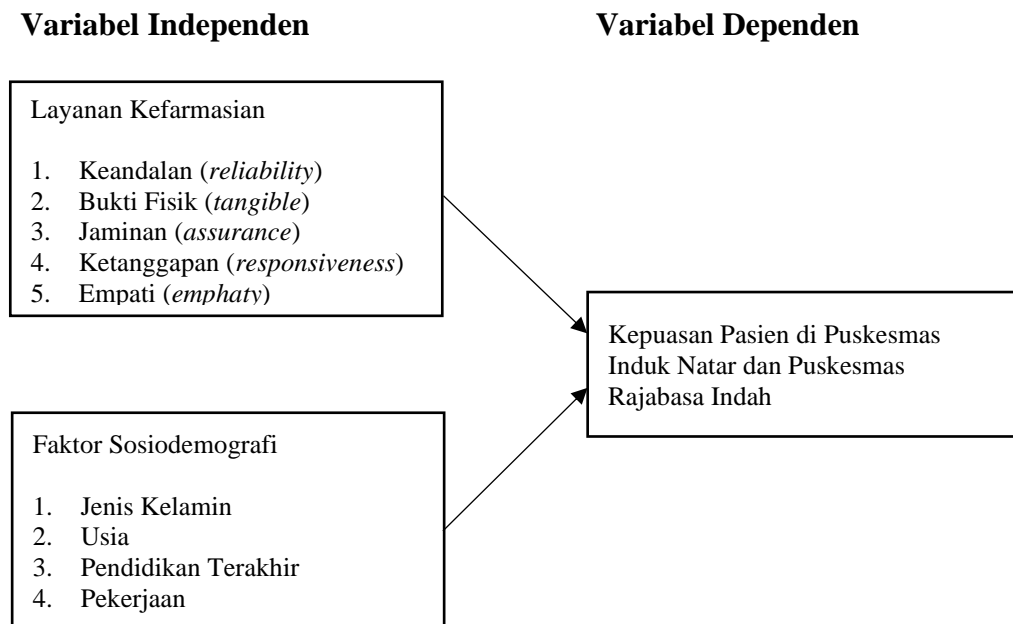 Variabel Independen
Variabel Dependen
Layanan Kefarmasian
1. Keandalan (reliability)
2. Bukti Fisik (tangible)
3. Jaminan (assurance)
4. Ketanggapan (responsiveness)
5. Empati (emphaty)
Kepuasan Pasien di Puskesmas
Induk Natar dan Puskesmas
Rajabasa Indah
Faktor Sosiodemografi
1. Jenis Kelamin
2. Usia
3. Pendidikan Terakhir
4. Pekerjaan